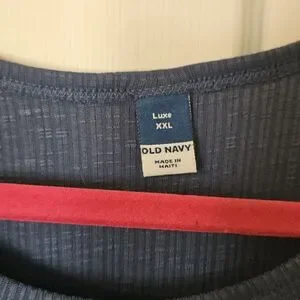 Luxe
XXL
OLD NAVY
MADE IN
HAITI